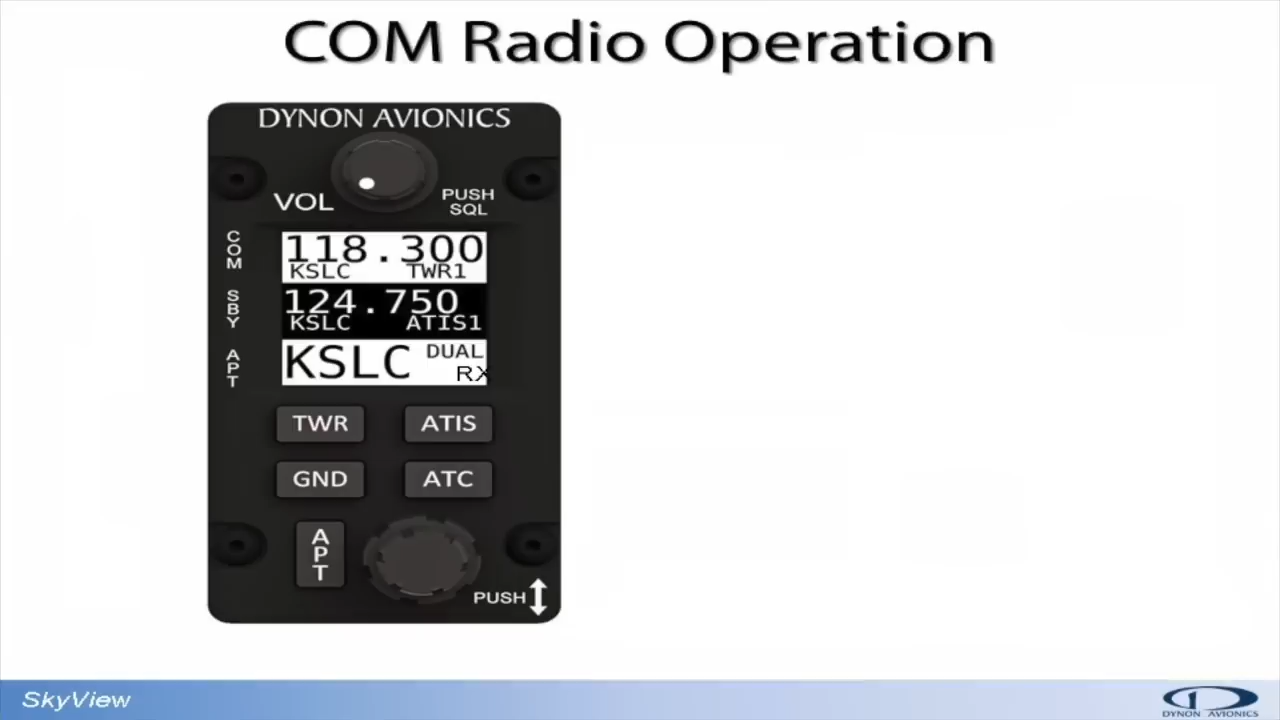 COM Radio Operation
DYNON AVIONICS
VOL
PUSH
SQL
COM
118.300
KSLC TWR1
SBY
124.750
KSLC ATIS1
APT
KSLC DUAL
RX
TWR ATIS
GND ATC
APT
PUSH
SkyView
DYNON AVIONICS